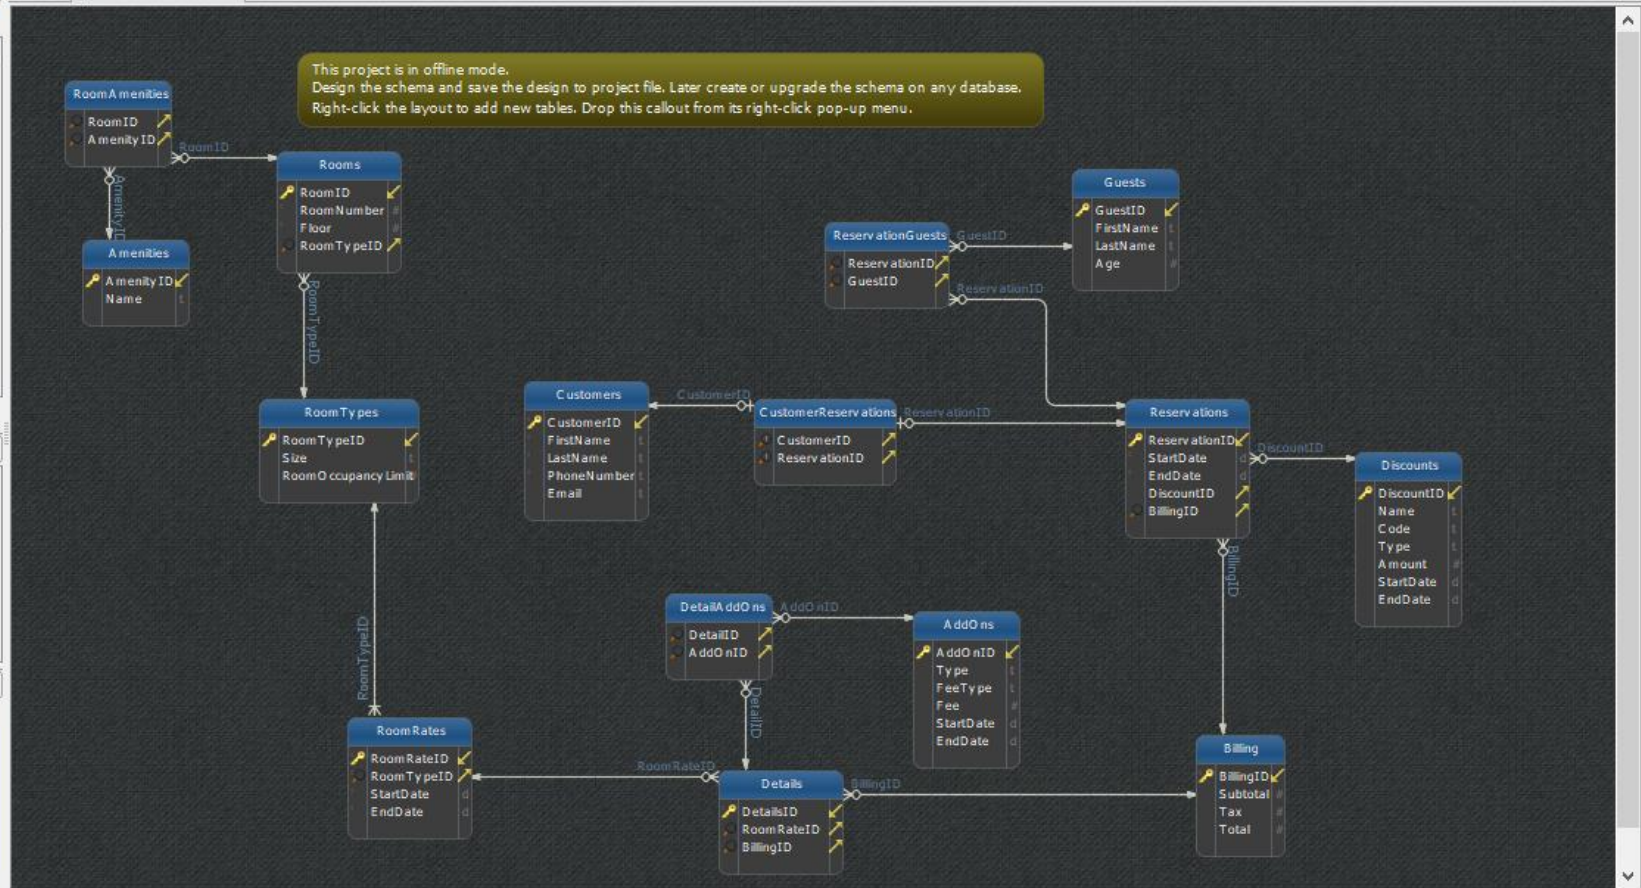 This project is in offline mode.
Design the schema and save the design to project file. Later create or upgrade the schema on any database.
Right-click the layout to add new tables. Drop this callout from its right-click pop-up menu.
RoomAmenities
RoomID
AmenityID
RoomID
AmenityID
Rooms
RoomID
RoomNumber
Floor
RoomTypeID
RoomTypeID
Amenities
AmenityID
Name
Guests
GuestID
FirstName
LastName
Age
ReservationGuests
ReservationID
GuestID
GuestID
ReservationID
RoomTypes
RoomTypeID
Size
RoomOccupancyLimit
Customers
CustomerID
FirstName
LastName
PhoneNumber
Email
CustomerID
CustomerReservations
CustomerID
ReservationID
ReservationID
Reservations
ReservationID
StartDate
EndDate
DiscountID
BillingID
DiscountID
BillingID
Discounts
DiscountID
Name
Code
Type
Amount
StartDate
EndDate
DetailAddOns
DetailID
AddOnID
AddOnID
DetailID
AddOns
AddOnID
Type
FeeType
Fee
StartDate
EndDate
RoomTypeID
RoomRates
RoomRateID
RoomTypeID
StartDate
EndDate
RoomRateID
Details
DetailsID
RoomRateID
BillingID
BillingID
Billing
BillingID
Subtotal
Tax
Total